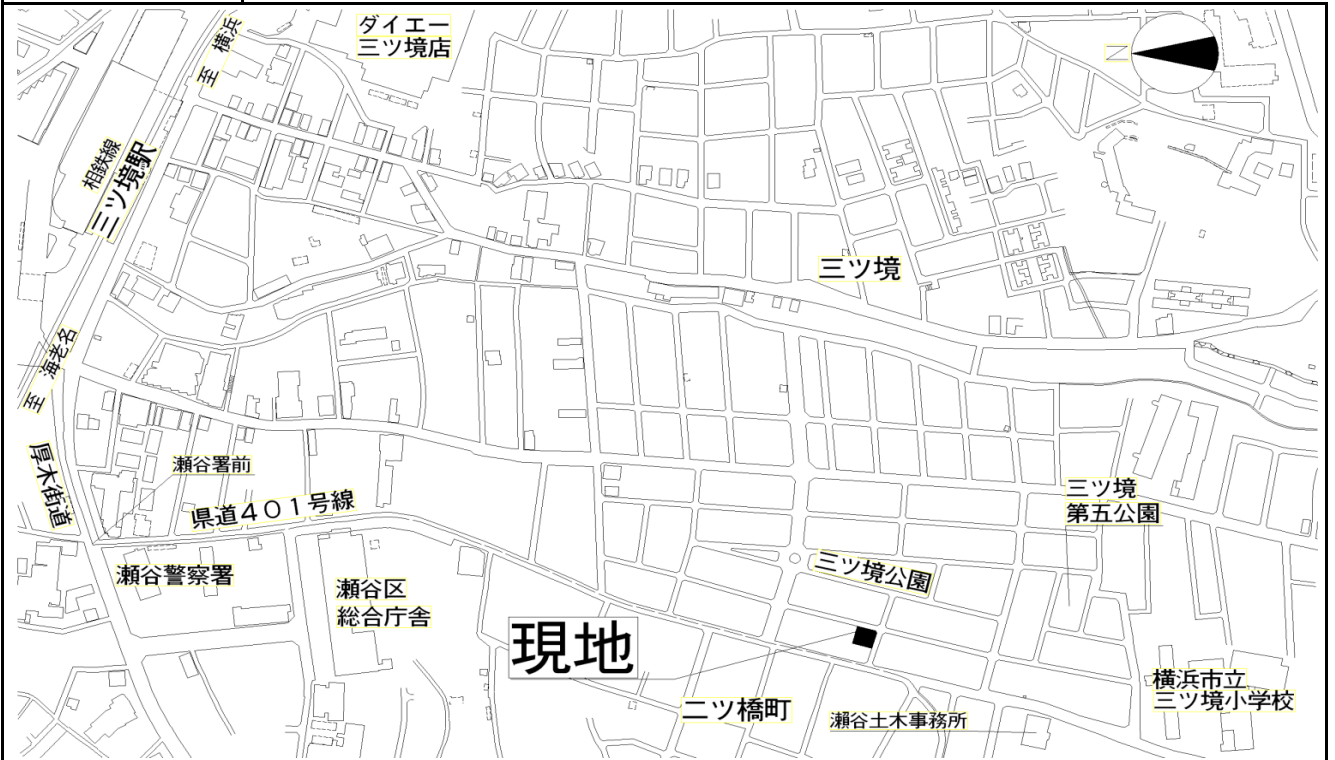 至 横浜
ダイエー
三ツ境店
N
相鉄線
三ツ境駅
三ツ境
至 海老名
厚木街道
瀬谷署前
県道401号線
瀬谷警察署
瀬谷区
総合庁舎
三ツ境
第五公園
三ツ境公園
現地
二ツ橋町
瀬谷土木事務所
横浜市立
三ツ境小学校